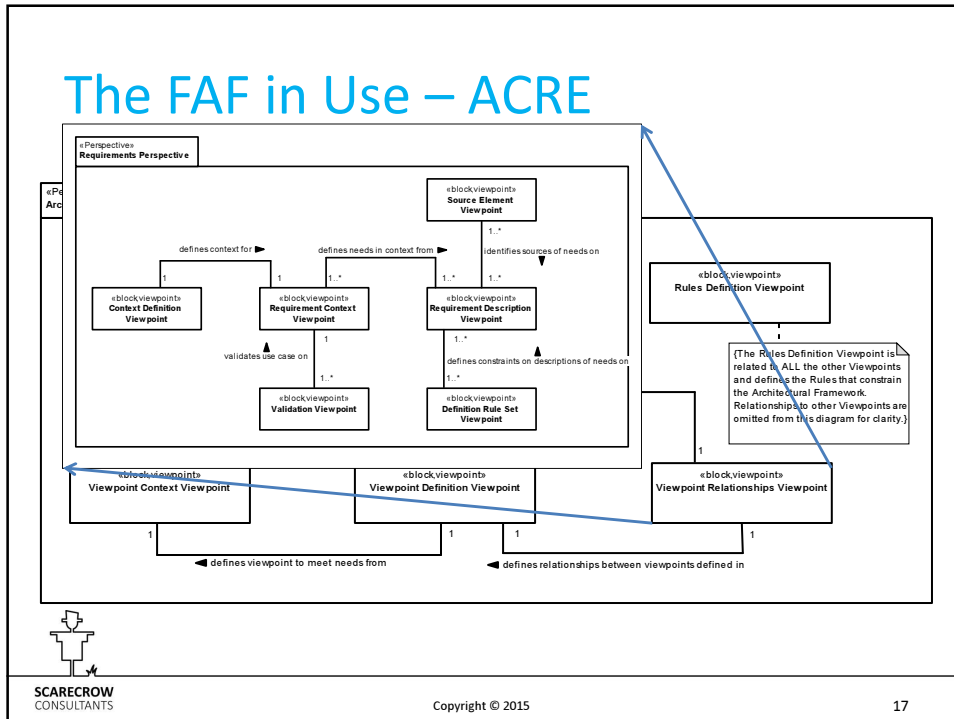 The FAF in Use – ACRE
«Perspective»
Requirements Perspective
«Pe
Arc
«block,viewpoint»
Source Element
Viewpoint
1..*
defines context for
defines needs in context from
identifies sources of needs on
1
1
1..*
1..*
1..*
«block,viewpoint»
Context Definition
Viewpoint
«block,viewpoint»
Requirement Context
Viewpoint
«block,viewpoint»
Requirement Description
Viewpoint
1
1..*
validates use case on
defines constraints on descriptions of needs on
1..*
1..*
«block,viewpoint»
Validation Viewpoint
«block,viewpoint»
Definition Rule Set
Viewpoint
«block,viewpoint»
Rules Definition Viewpoint
{The Rules Definition Viewpoint is
related to ALL the other Viewpoints
and defines the Rules that constrain
the Architectural Framework.
Relationships to other Viewpoints are
omitted from this diagram for clarity.}
1
«block,viewpoint»
Viewpoint Context Viewpoint
«block,viewpoint»
Viewpoint Definition Viewpoint
«block,viewpoint»
Viewpoint Relationships Viewpoint
1
1
1
1
defines viewpoint to meet needs from
defines relationships between viewpoints defined in
SCARECROW
CONSULTANTS
Copyright © 2015
17